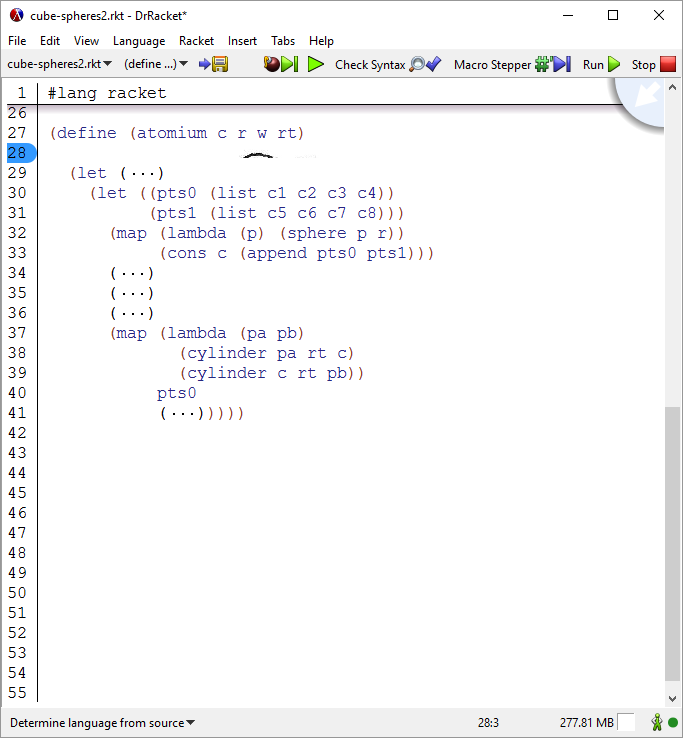 cube-spheres2.rkt - DrRacket*
File Edit View Language Racket Insert Tabs Help
cube-spheres2.rkt (define ...) Check Syntax Macro Stepper Run Stop
1 #lang racket
26
27 (define (atomium c r w rt)
28
29 (let (···)
30 (let ((pts0 (list c1 c2 c3 c4))
31 (pts1 (list c5 c6 c7 c8)))
32 (map (lambda (p) (sphere p r))
33 (cons c (append pts0 pts1)))
34 (···)
35 (···)
36 (···)
37 (map (lambda (pa pb)
38 (cylinder pa rt c)
39 (cylinder c rt pb))
40 pts0
41 (···)))))
42
43
44
45
46
47
48
49
50
51
52
53
54
55
Determine language from source 28:3 277.81 MB